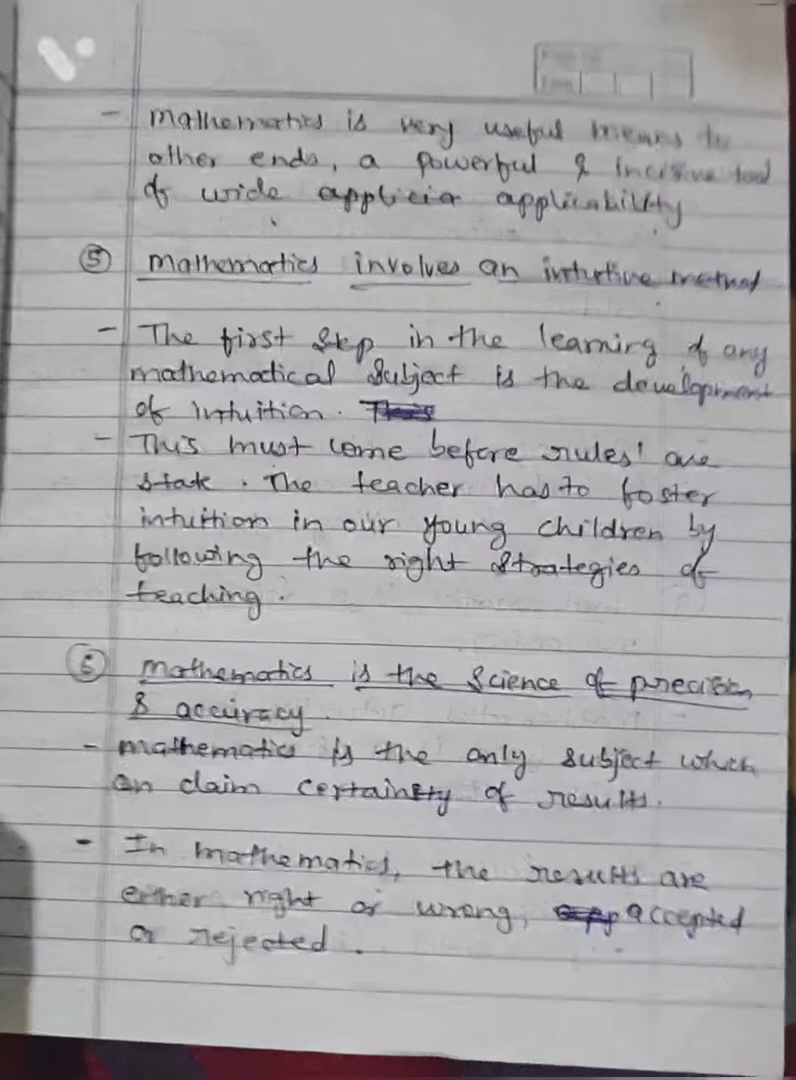 - mathematics is very useful means to
other ends, a powerful & incisive tool
of wide applicia applicability
⑤ mathematics involves an intuitive method
- The first step in the learning of any
mathematical subject is the development
of intuition. This
- This must come before rules' are
state. The teacher has to foster
intuition in our young children by
following the right strategies of
teaching.
⑥ mathematics is the science of precision
& accuracy.
- mathematics is the only subject which
an claim certainty of results.
- In mathematics, the results are
either right or wrong, accepted
or rejected.